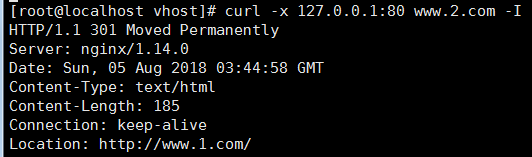 [root@localhost vhost]# curl -x 127.0.0.1:80 www.2.com -I
HTTP/1.1 301 Moved Permanently
Server: nginx/1.14.0
Date: Sun, 05 Aug 2018 03:44:58 GMT
Content-Type: text/html
Content-Length: 185
Connection: keep-alive
Location: http://www.1.com/